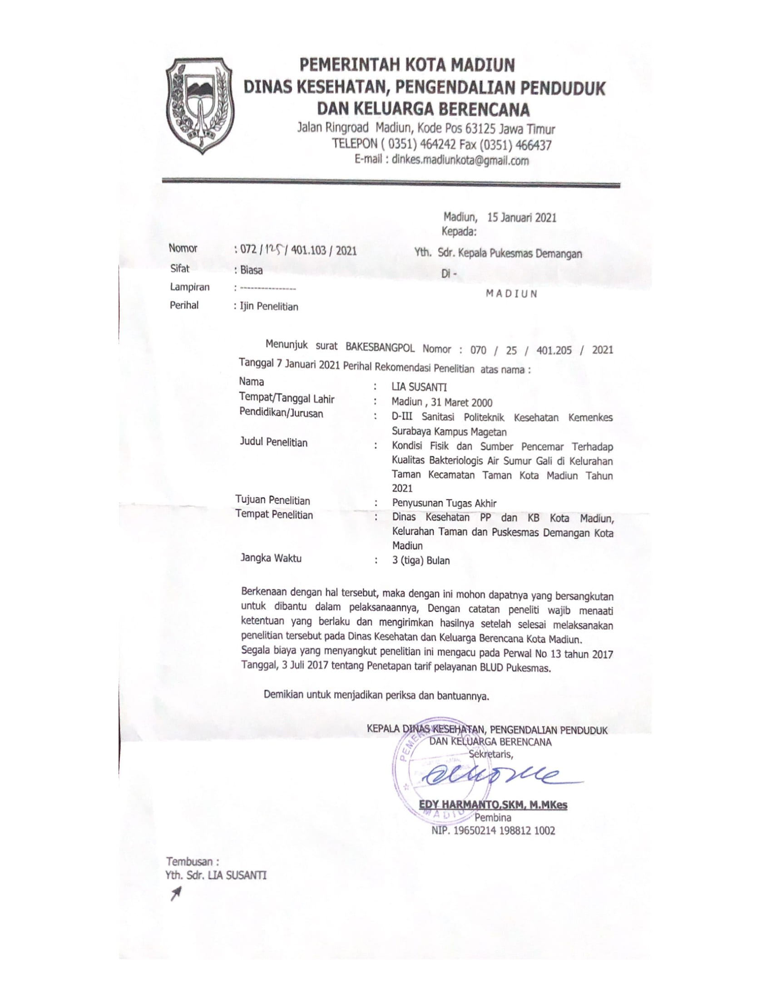 PEMERINTAH KOTA MADIUN
DINAS KESEHATAN, PENGENDALIAN PENDUDUK
DAN KELUARGA BERENCANA
Jalan Ringroad Madiun, Kode Pos 63125 Jawa Timur
TELEPON ( 0351) 464242 Fax (0351) 466437
E-mail : dinkes.madiunkota@gmail.com
Madiun, 15 Januari 2021
Kepada:
Nomor : 072 / 125 / 401.103 / 2021 Yth. Sdr. Kepala Pukesmas Demangan
Sifat : Biasa Di -
Lampiran : ---------------- M A D I U N
Perihal : Ijin Penelitian
Menunjuk surat BAKESBANGPOL Nomor : 070 / 25 / 401.205 / 2021
Tanggal 7 Januari 2021 Perihal Rekomendasi Penelitian atas nama :
Nama : LIA SUSANTI
Tempat/Tanggal Lahir : Madiun , 31 Maret 2000
Pendidikan/Jurusan : D-III Sanitasi Politeknik Kesehatan Kemenkes
Surabaya Kampus Magetan
Judul Penelitian : Kondisi Fisik dan Sumber Pencemar Terhadap
Kualitas Bakteriologis Air Sumur Gali di Kelurahan
Taman Kecamatan Taman Kota Madiun Tahun
2021
Tujuan Penelitian : Penyusunan Tugas Akhir
Tempat Penelitian : Dinas Kesehatan PP dan KB Kota Madiun,
Kelurahan Taman dan Puskesmas Demangan Kota
Madiun
Jangka Waktu : 3 (tiga) Bulan
Berkenaan dengan hal tersebut, maka dengan ini mohon dapatnya yang bersangkutan
untuk dibantu dalam pelaksanaannya, Dengan catatan peneliti wajib menaati
ketentuan yang berlaku dan mengirimkan hasilnya setelah selesai melaksanakan
penelitian tersebut pada Dinas Kesehatan dan Keluarga Berencana Kota Madiun.
Segala biaya yang menyangkut penelitian ini mengacu pada Perwal No 13 tahun 2017
Tanggal, 3 Juli 2017 tentang Penetapan tarif pelayanan BLUD Pukesmas.
Demikian untuk menjadikan periksa dan bantuannya.
KEPALA DINAS KESEHATAN, PENGENDALIAN PENDUDUK
DAN KELUARGA BERENCANA
Sekretaris,
EDY HARMANTO,SKM, M.MKes
Pembina
NIP. 19650214 198812 1002
Tembusan :
Yth. Sdr. LIA SUSANTI